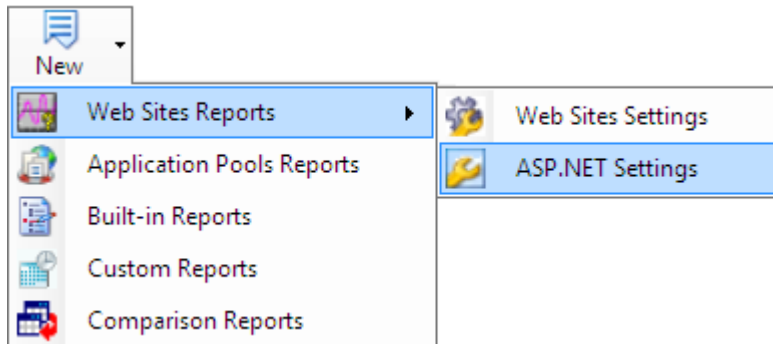 New
Web Sites Reports
Application Pools Reports
Built-in Reports
Custom Reports
Comparison Reports
Web Sites Settings
ASP.NET Settings